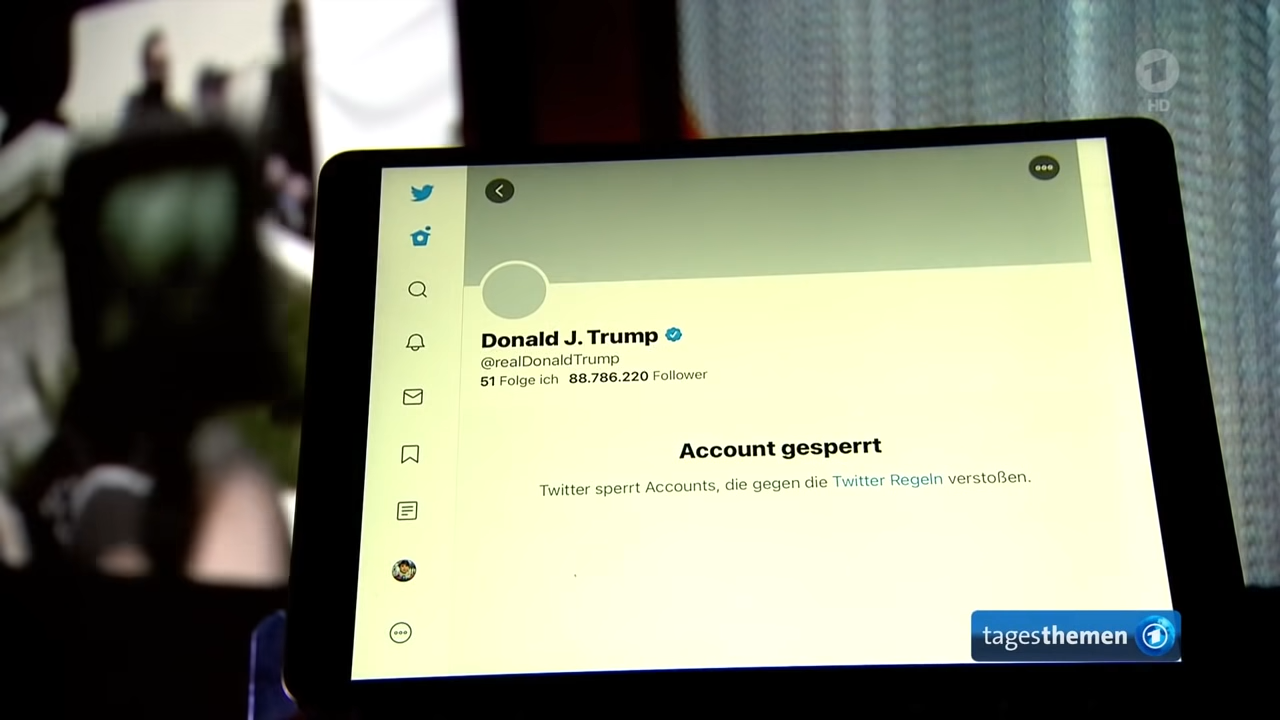 HD
Donald J. Trump
@realDonaldTrump
51 Folge ich 88.786.220 Follower
Account gesperrt
Twitter sperrt Accounts, die gegen die Twitter Regeln verstoßen.
tagesthemen